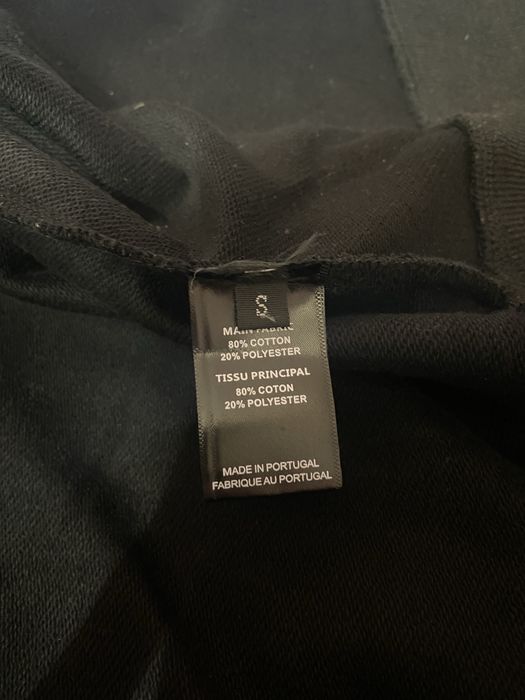 S
MAIN FABRIC
80% COTTON
20% POLYESTER
TISSU PRINCIPAL
80% COTON
20% POLYESTER
MADE IN PORTUGAL
FABRIQUE AU PORTUGAL